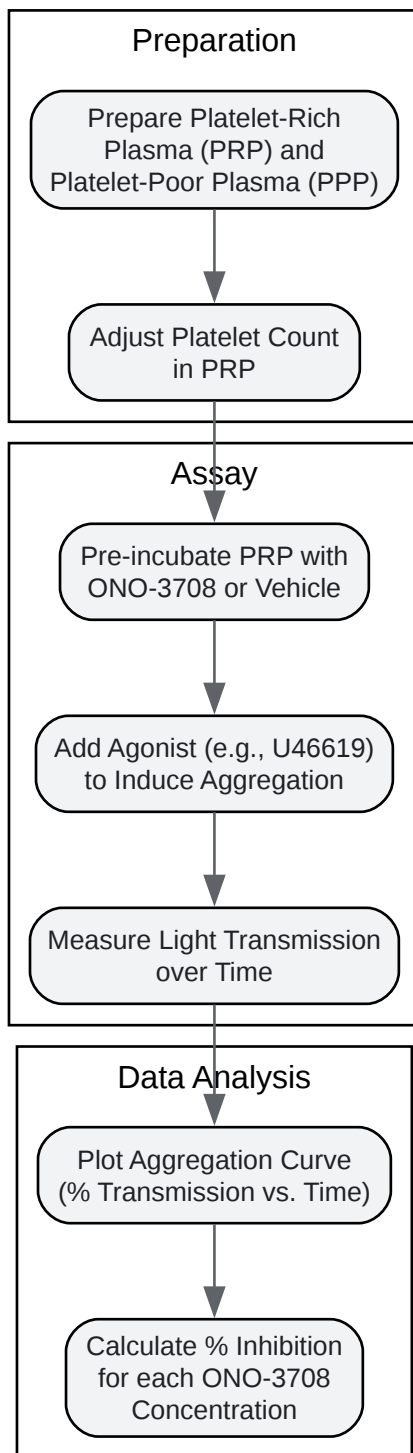 Preparation
Prepare Platelet-Rich
Plasma (PRP) and
Platelet-Poor Plasma (PPP)
Adjust Platelet Count
in PRP
Assay
Pre-incubate PRP with
ONO-3708 or Vehicle
Add Agonist (e.g., U46619)
to Induce Aggregation
Measure Light Transmission
over Time
Data Analysis
Plot Aggregation Curve
(% Transmission vs. Time)
Calculate % Inhibition
for each ONO-3708
Concentration